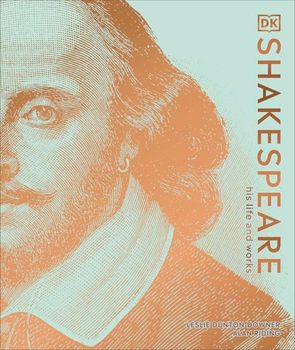 DK
SHAKESPEARE
his life and works
LESLIE DUNTON-DOWNER
ALAN RIDING